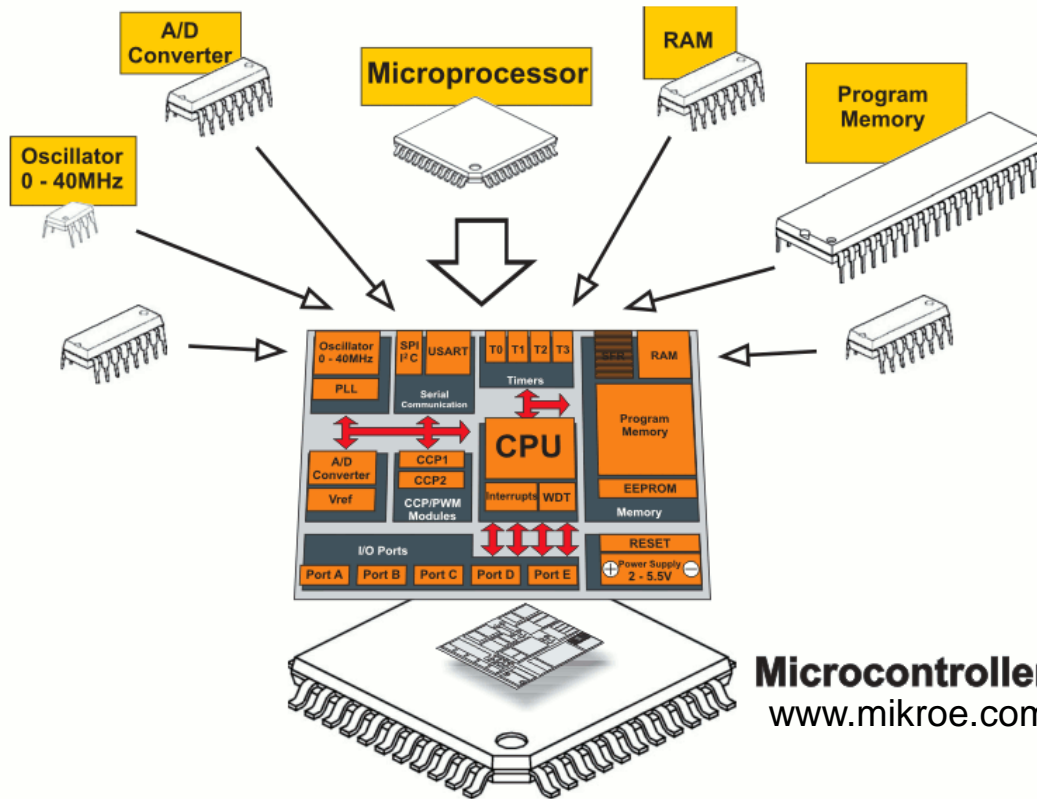 A/D
Converter
Microprocessor
RAM
Program
Memory
Oscillator
0 - 40MHz
Oscillator
0 - 40MHz
PLL
SPI
I²C
USART
Serial
Communication
T0 T1 T2 T3
Timers
SFR
RAM
Program
Memory
EEPROM
Memory
A/D
Converter
Vref
CCP1
CCP2
CCP/PWM
Modules
CPU
Interrupts
WDT
I/O Ports
Port A Port B Port C Port D Port E
RESET
+ Power Supply -
2 - 5.5V
Microcontroller
www.mikroe.com